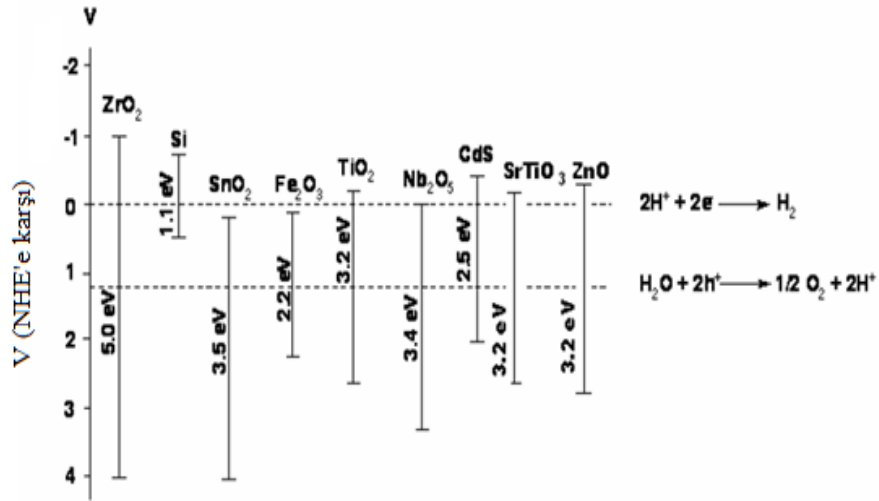 V
-2
-1
0
1
2
3
4
V (NHE'e karşı)
ZrO₂
5.0 eV
Si
1.1 eV
SnO₂
3.5 eV
Fe₂O₃
2.2 eV
TiO₂
3.2 eV
Nb₂O₅
3.4 eV
CdS
2.5 eV
SrTiO₃
3.2 eV
ZnO
3.2 eV
2H⁺ + 2e⁻ → H₂
H₂O + 2h⁺ → 1/2 O₂ + 2H⁺